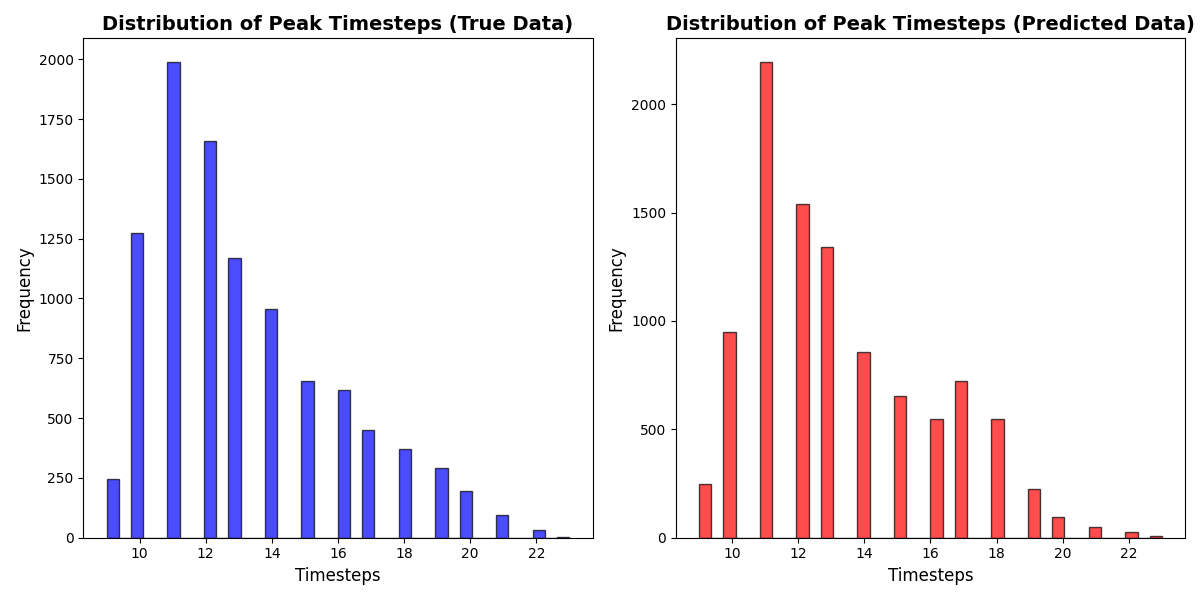 Distribution of Peak Timesteps (True Data)
Frequency
2000
1750
1500
1250
1000
750
500
250
0
10 12 14 16 18 20 22
Timesteps
Distribution of Peak Timesteps (Predicted Data)
Frequency
2000
1500
1000
500
0
10 12 14 16 18 20 22
Timesteps